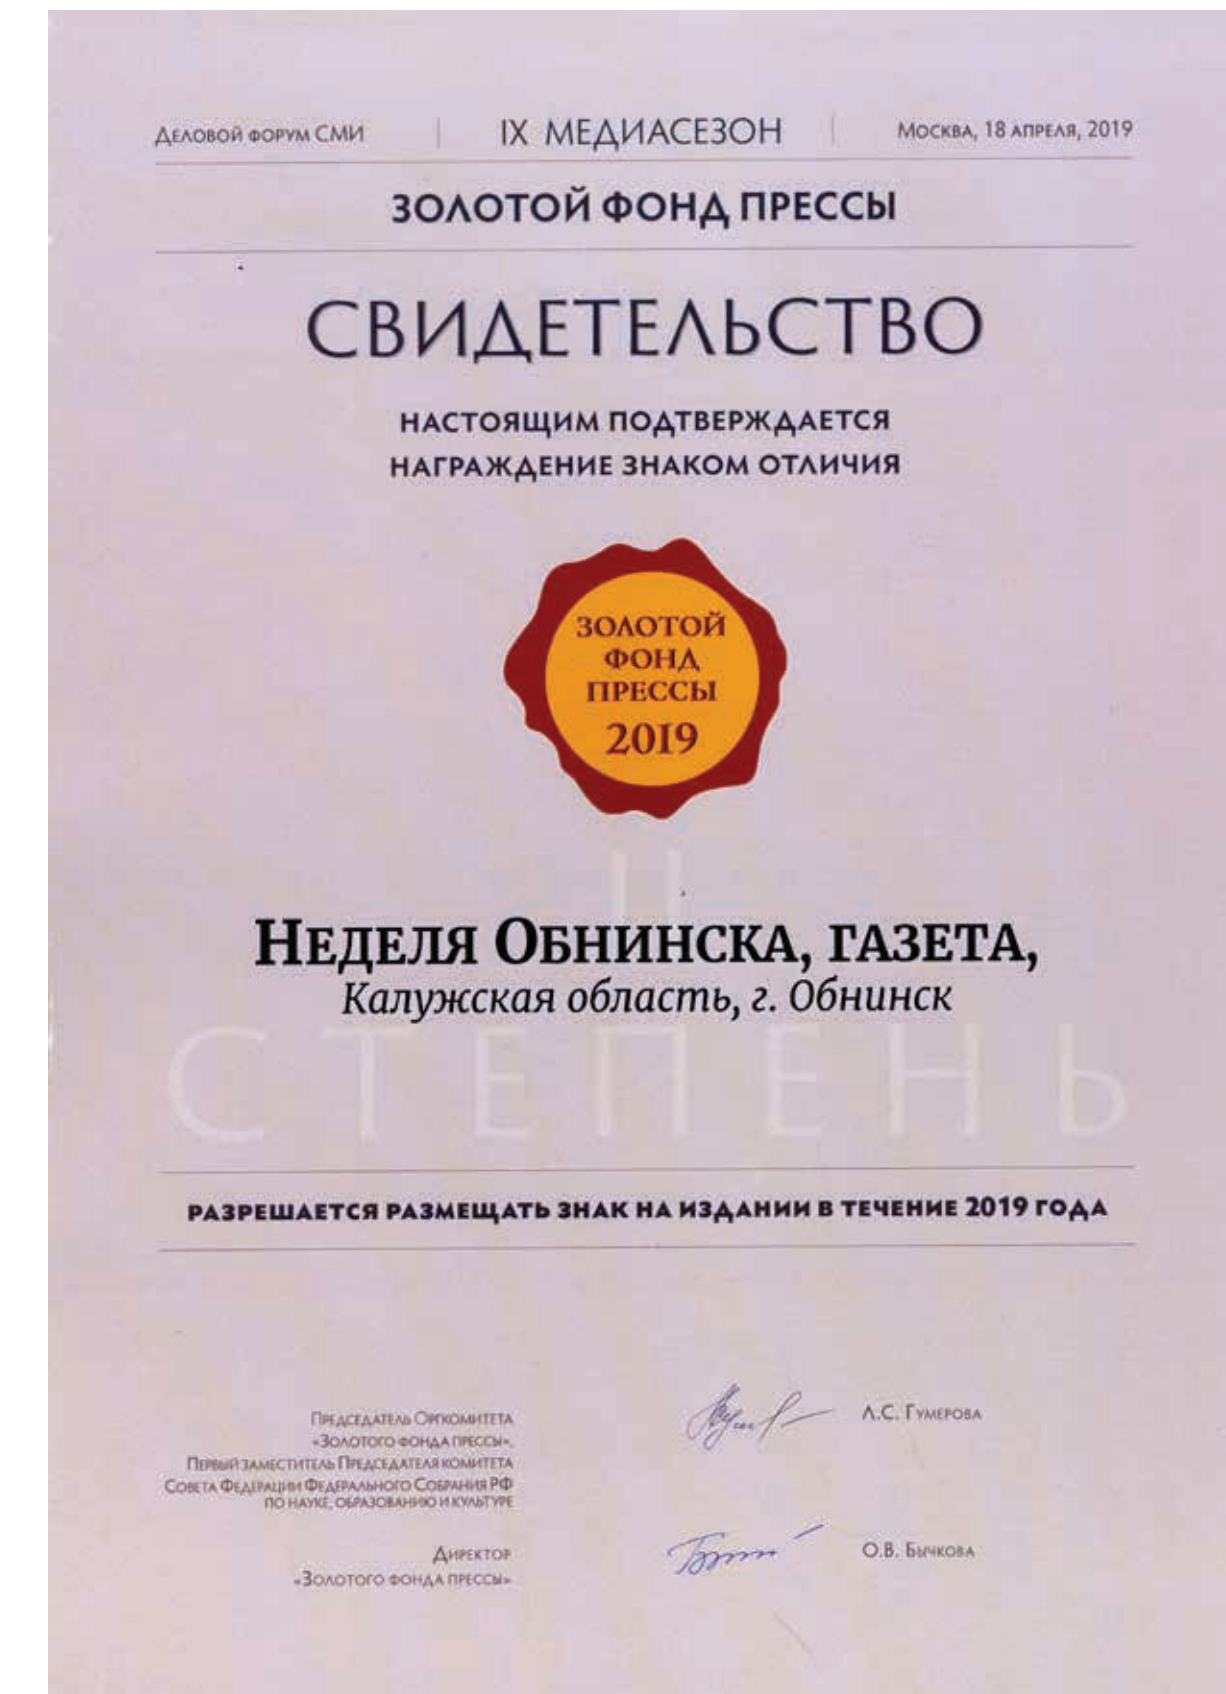 Деловой форум СМИ | IX МЕДИАСЕЗОН | Москва, 18 апреля, 2019
ЗОЛОТОЙ ФОНД ПРЕССЫ
СВИДЕТЕЛЬСТВО
НАСТОЯЩИМ ПОДТВЕРЖДАЕТСЯ
НАГРАЖДЕНИЕ ЗНАКОМ ОТЛИЧИЯ
ЗОЛОТОЙ
ФОНД
ПРЕССЫ
2019
II
Неделя Обнинска, газета,
Калужская область, г. Обнинск
СТЕПЕНЬ
РАЗРЕШАЕТСЯ РАЗМЕЩАТЬ ЗНАК НА ИЗДАНИИ В ТЕЧЕНИЕ 2019 ГОДА
Председатель Оргкомитета
«Золотого фонда прессы»,
Первый заместитель Председателя комитета
Совета Федерации Федерального Собрания РФ
по науке, образованию и культуре
Л.С. Гумерова
Директор
«Золотого фонда прессы»
О.В. Бычкова